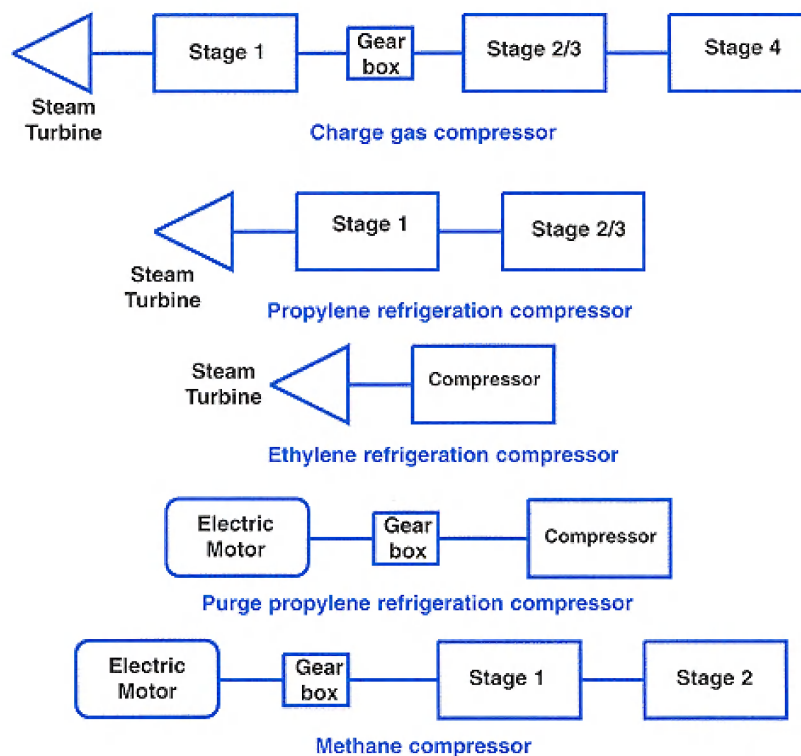 Stage 1
Gear
box
Stage 2/3
Stage 4
Steam
Turbine
Charge gas compressor
Stage 1
Stage 2/3
Steam
Turbine
Propylene refrigeration compressor
Steam
Turbine
Compressor
Ethylene refrigeration compressor
Electric
Motor
Gear
box
Compressor
Purge propylene refrigeration compressor
Electric
Motor
Gear
box
Stage 1
Stage 2
Methane compressor